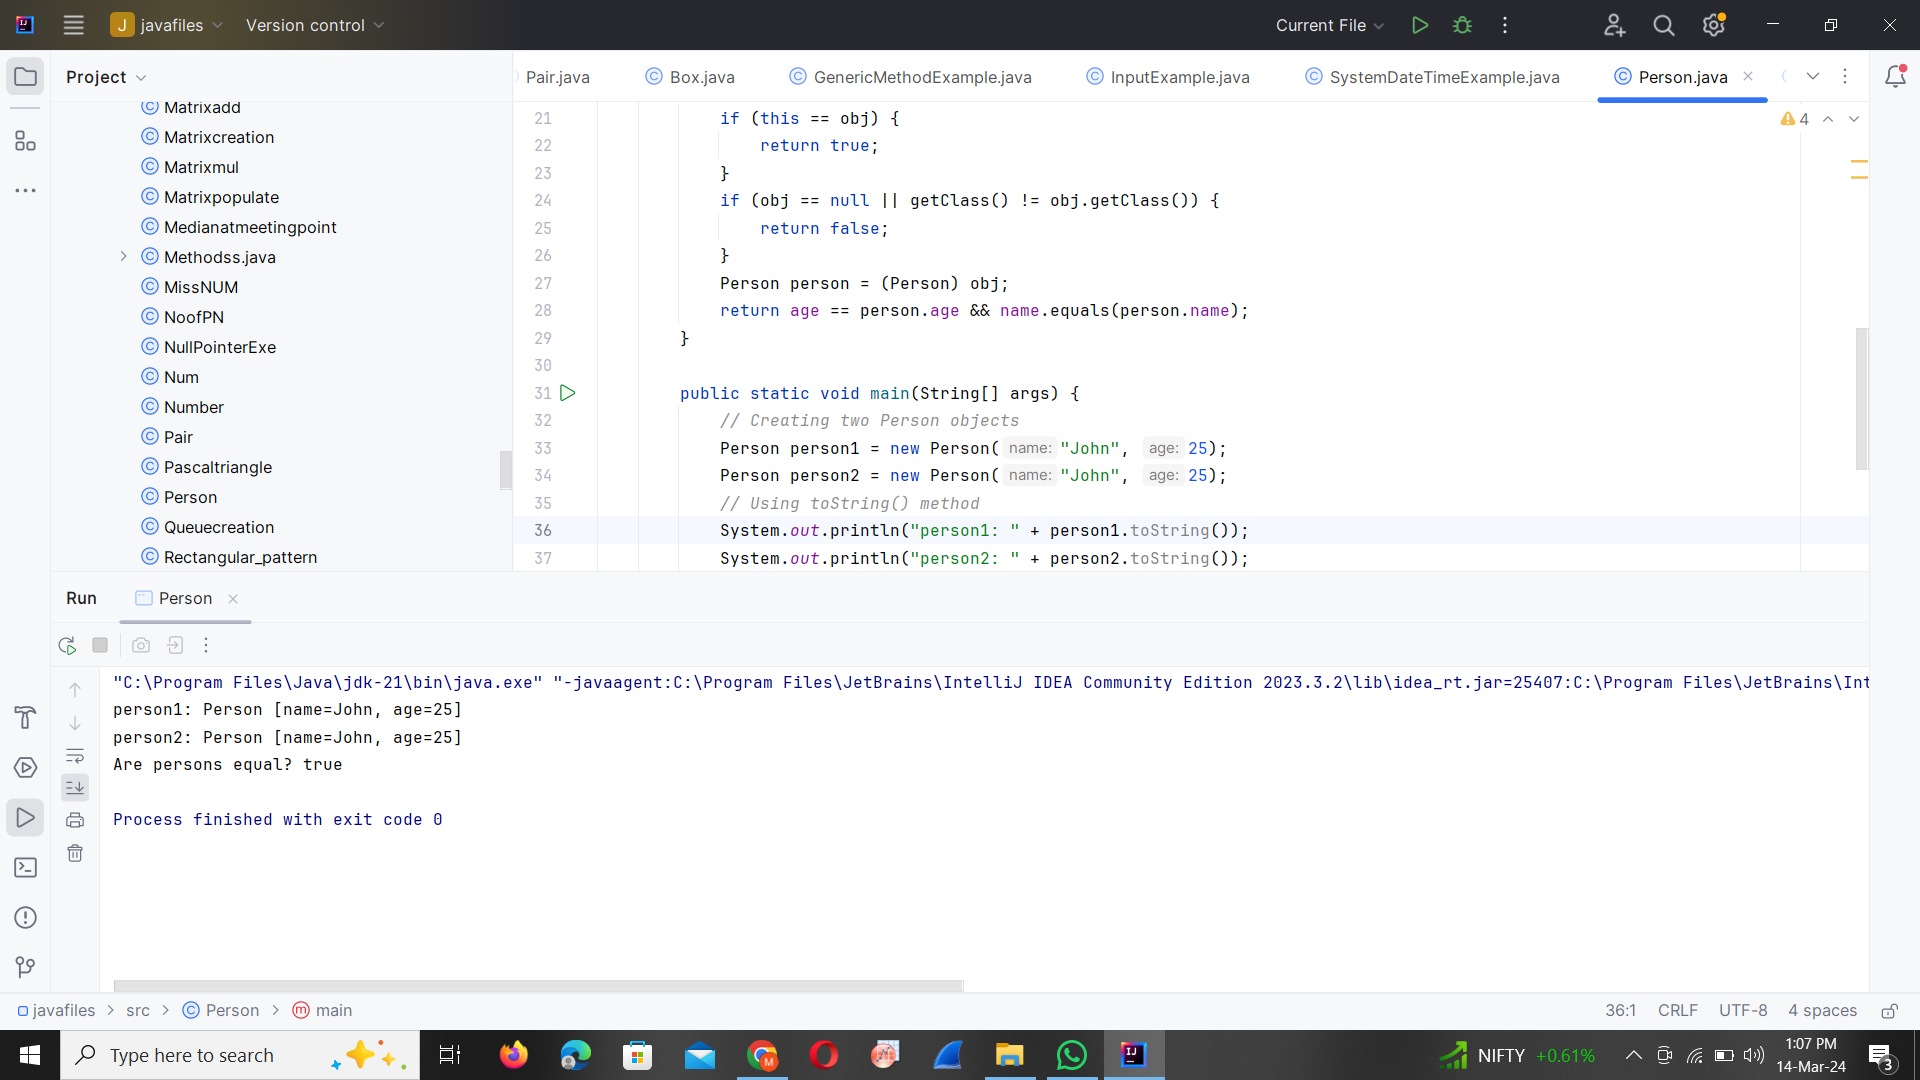 J javafiles Version control Current File
Project
Pair.java Box.java GenericMethodExample.java InputExample.java SystemDateTimeExample.java Person.java
Matrixadd
Matrixcreation
Matrixmul
Matrixpopulate
Medianatmeetingpoint
Methodss.java
MissNUM
NoofPN
NullPointerExe
Num
Number
Pair
Pascaltriangle
Person
Queuecreation
Rectangular_pattern
4
21 if (this == obj) {
22 return true;
23 }
24 if (obj == null || getClass() != obj.getClass()) {
25 return false;
26 }
27 Person person = (Person) obj;
28 return age == person.age && name.equals(person.name);
29 }
30
31 public static void main(String[] args) {
32 // Creating two Person objects
33 Person person1 = new Person( name: "John", age: 25);
34 Person person2 = new Person( name: "John", age: 25);
35 // Using toString() method
36 System.out.println("person1: " + person1.toString());
37 System.out.println("person2: " + person2.toString());
Run Person
"C:\Program Files\Java\jdk-21\bin\java.exe" "-javaagent:C:\Program Files\JetBrains\IntelliJ IDEA Community Edition 2023.3.2\lib\idea_rt.jar=25407:C:\Program Files\JetBrains\Int
person1: Person [name=John, age=25]
person2: Person [name=John, age=25]
Are persons equal? true
Process finished with exit code 0
javafiles > src > Person > main 36:1 CRLF UTF-8 4 spaces
Type here to search NIFTY +0.61% 1:07 PM
14-Mar-24 3